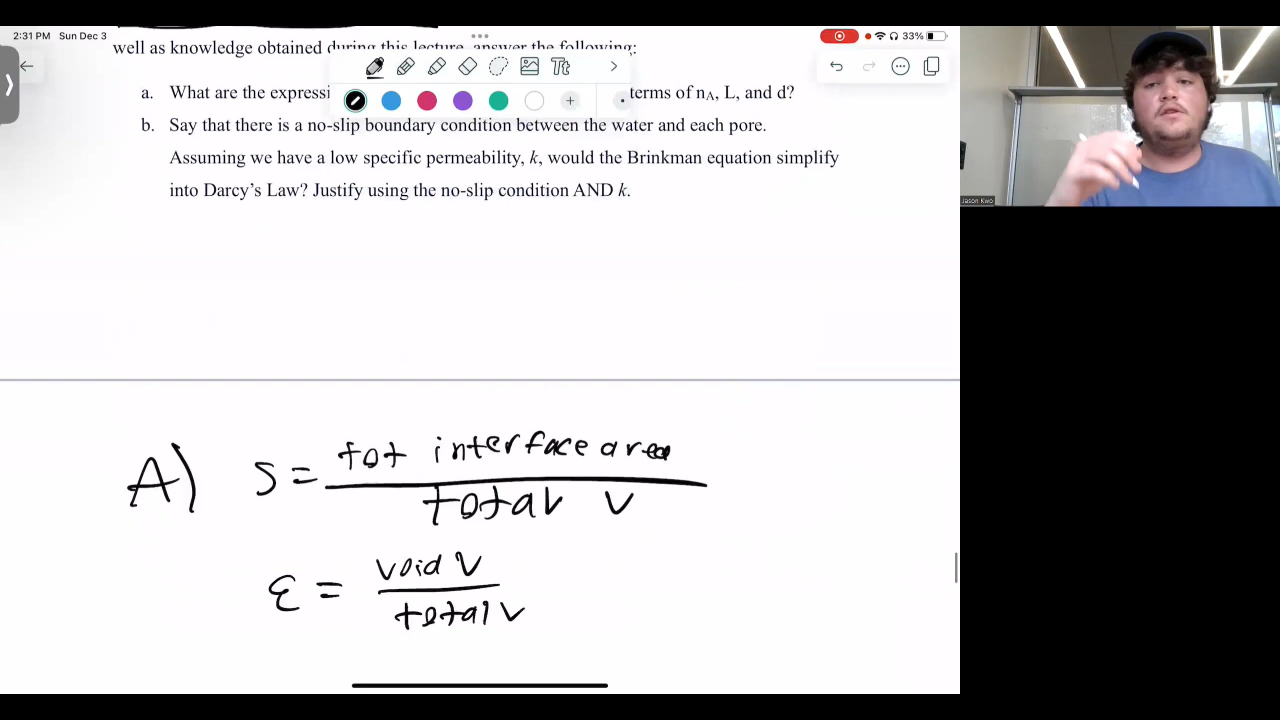 2:31 PM Sun Dec 3
33%
well as knowledge obtained during this lecture, answer the following:
a. What are the expressi terms of nA, L, and d?
b. Say that there is a no-slip boundary condition between the water and each pore.
Assuming we have a low specific permeability, k, would the Brinkman equation simplify
into Darcy's Law? Justify using the no-slip condition AND k.
Tt
Jason Kwo
A) S = tot interface area
total V
ε = void V
total V